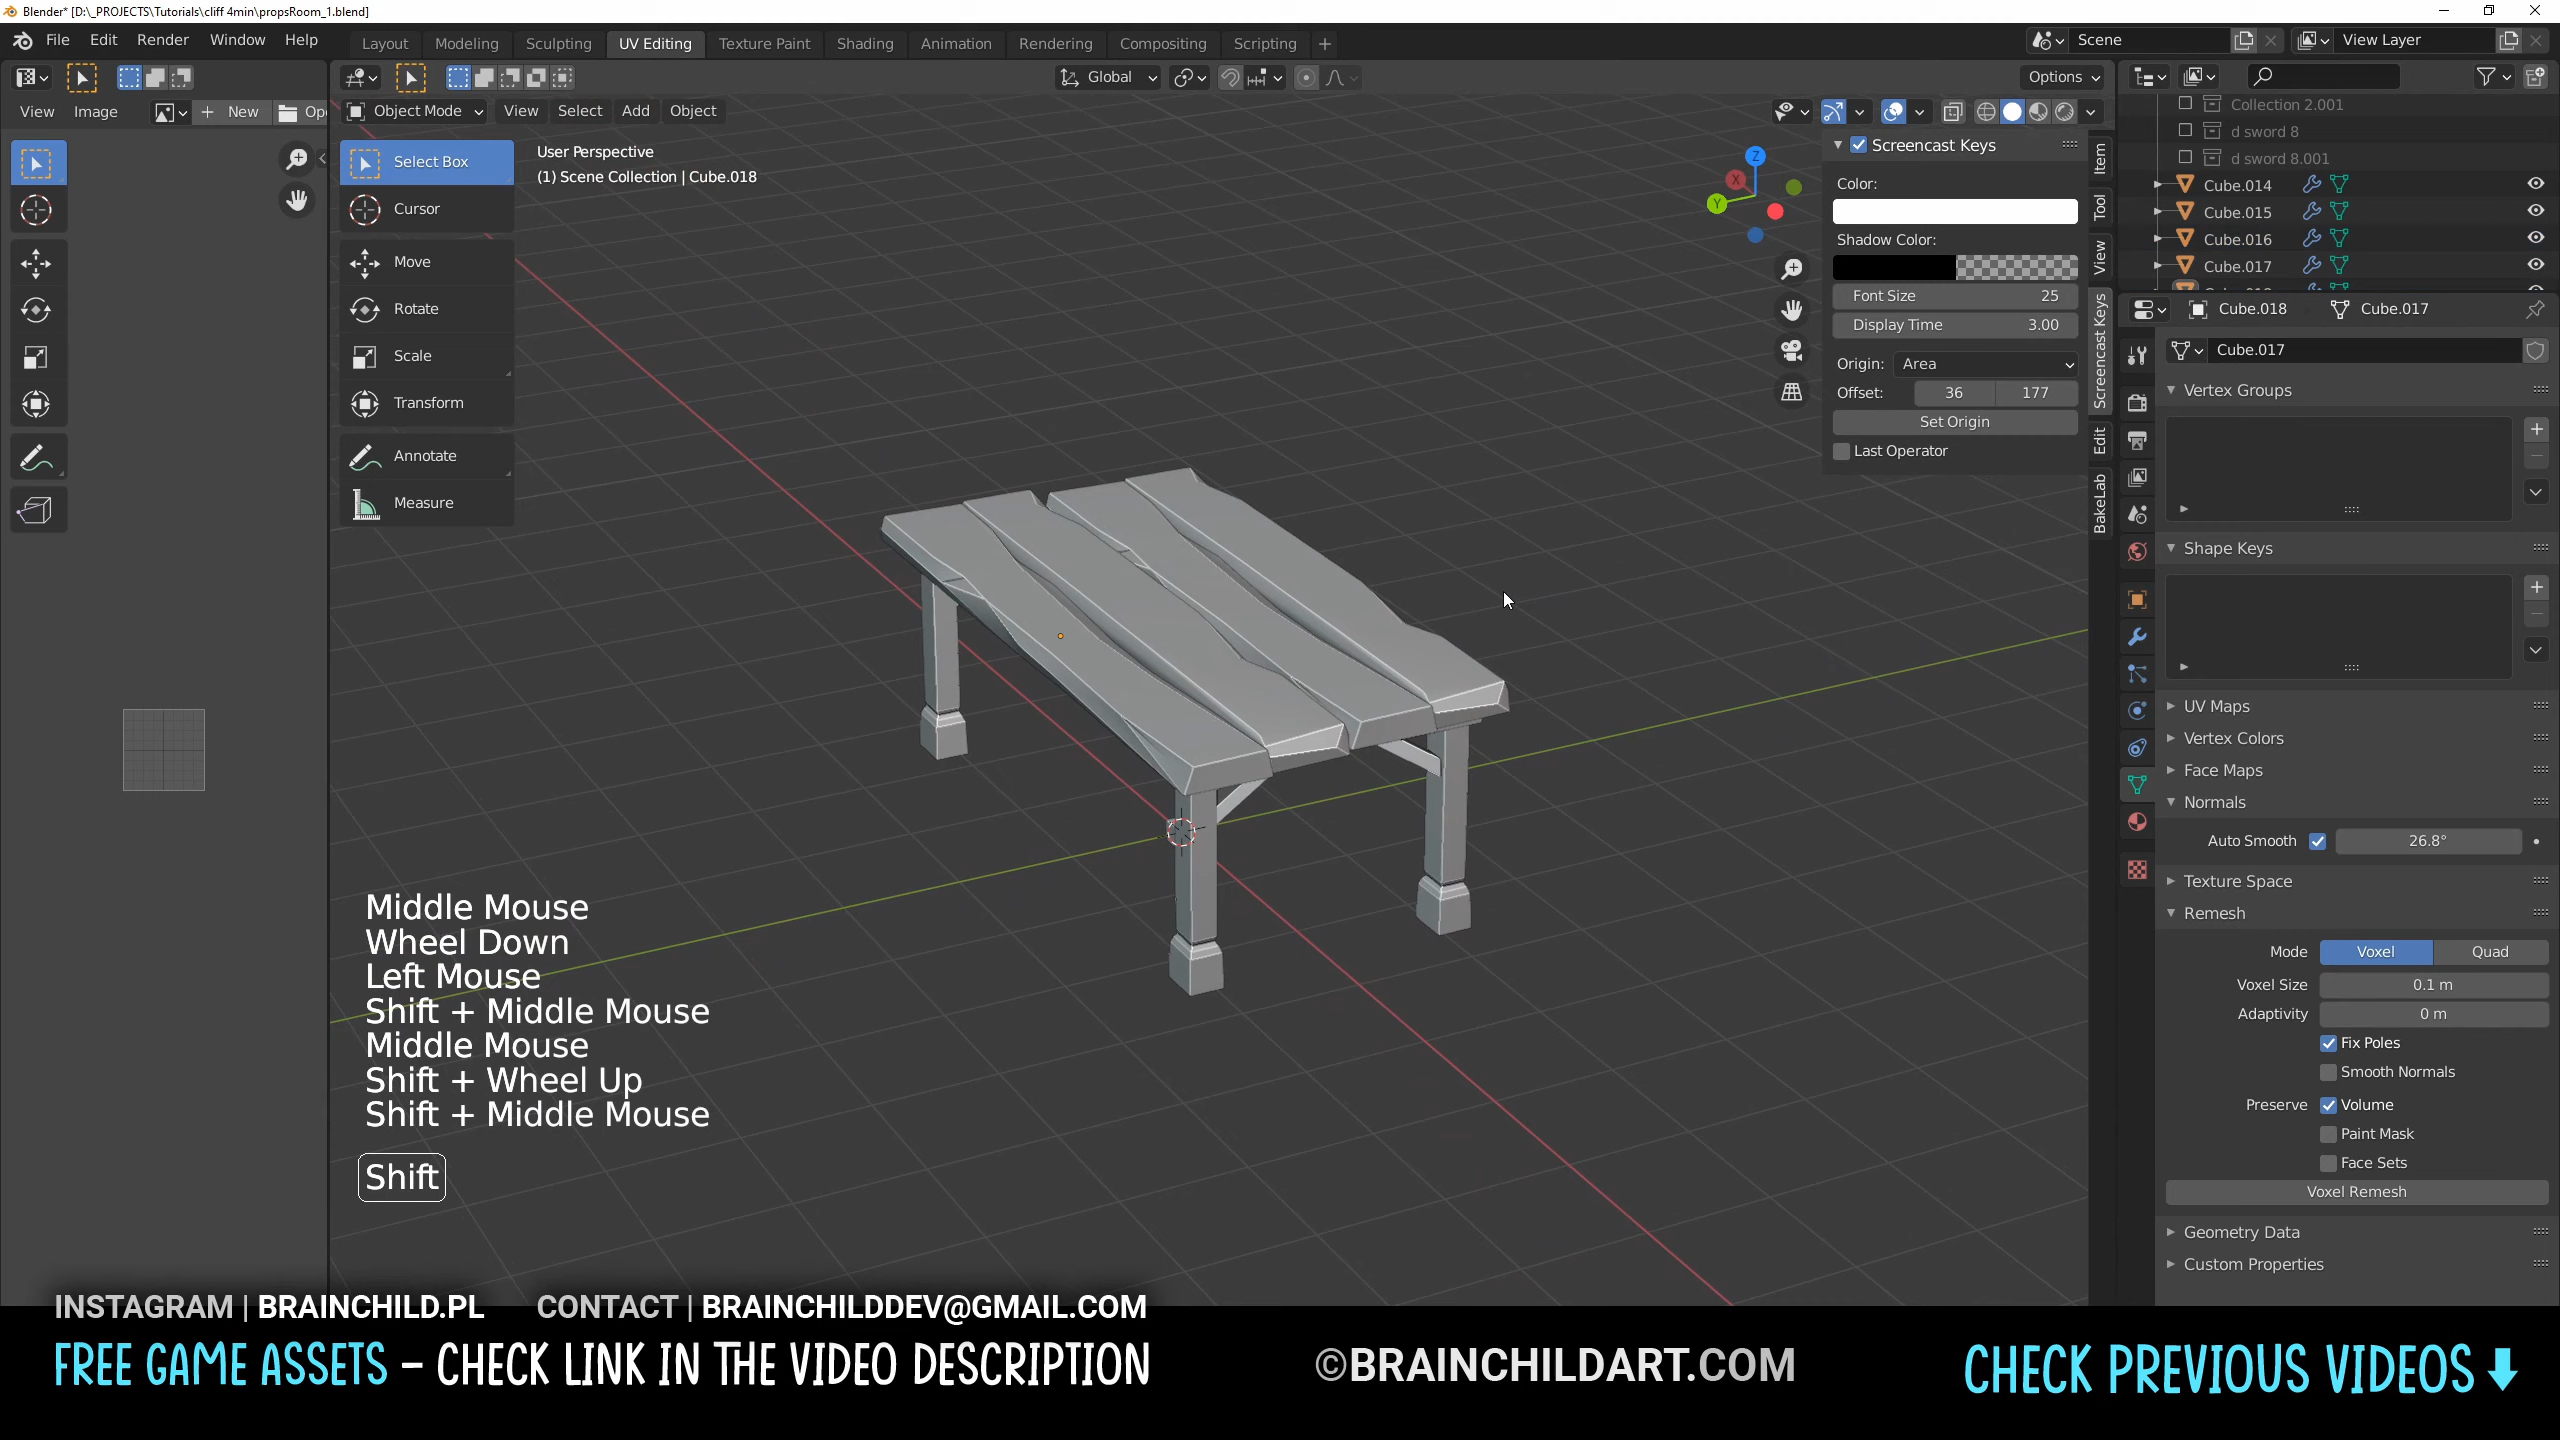 Blender* [D:\_PROJECTS\Tutorials\cliff 4min\propsRoom_1.blend]
File Edit Render Window Help Layout Modeling Sculpting UV Editing Texture Paint Shading Animation Rendering Compositing Scripting + Scene View Layer
Global Options
View Image + New Op
Object Mode View Select Add Object
Select Box
Cursor
Move
Rotate
Scale
Transform
Annotate
Measure
User Perspective
(1) Scene Collection | Cube.018
Z
X
Y
Screencast Keys
Color:
Shadow Color:
Font Size 25
Display Time 3.00
Origin: Area
Offset: 36 177
Set Origin
Last Operator
Item
Tool
View
Screencast Keys
Edit
BakeLab
Collection 2.001
d sword 8
d sword 8.001
Cube.014
Cube.015
Cube.016
Cube.017
Cube.018 Cube.017
Cube.017
Vertex Groups
Shape Keys
UV Maps
Vertex Colors
Face Maps
Normals
Auto Smooth 26.8°
Texture Space
Remesh
Mode Voxel Quad
Voxel Size 0.1 m
Adaptivity 0 m
Fix Poles
Smooth Normals
Preserve Volume
Paint Mask
Face Sets
Voxel Remesh
Geometry Data
Custom Properties
Middle Mouse
Wheel Down
Left Mouse
Shift + Middle Mouse
Middle Mouse
Shift + Wheel Up
Shift + Middle Mouse
Shift
INSTAGRAM | BRAINCHILD.PL CONTACT | BRAINCHILDDEV@GMAIL.COM
FREE GAME ASSETS – CHECK LINK IN THE VIDEO DESCRIPTION
©BRAINCHILDART.COM
CHECK PREVIOUS VIDEOS